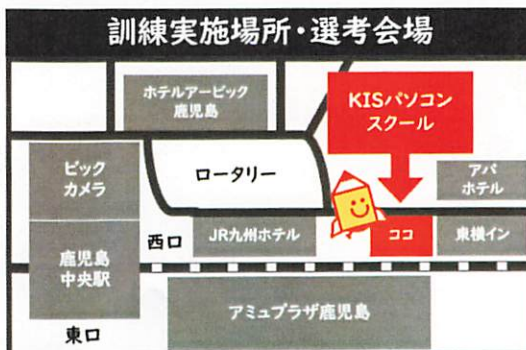 訓練実施場所・選考会場
ホテルアービック
鹿児島
KISパソコン
スクール
ビック
カメラ
ロータリー
アパ
ホテル
西口
JR九州ホテル
ココ
東横イン
鹿児島
中央駅
アミュプラザ鹿児島
東口